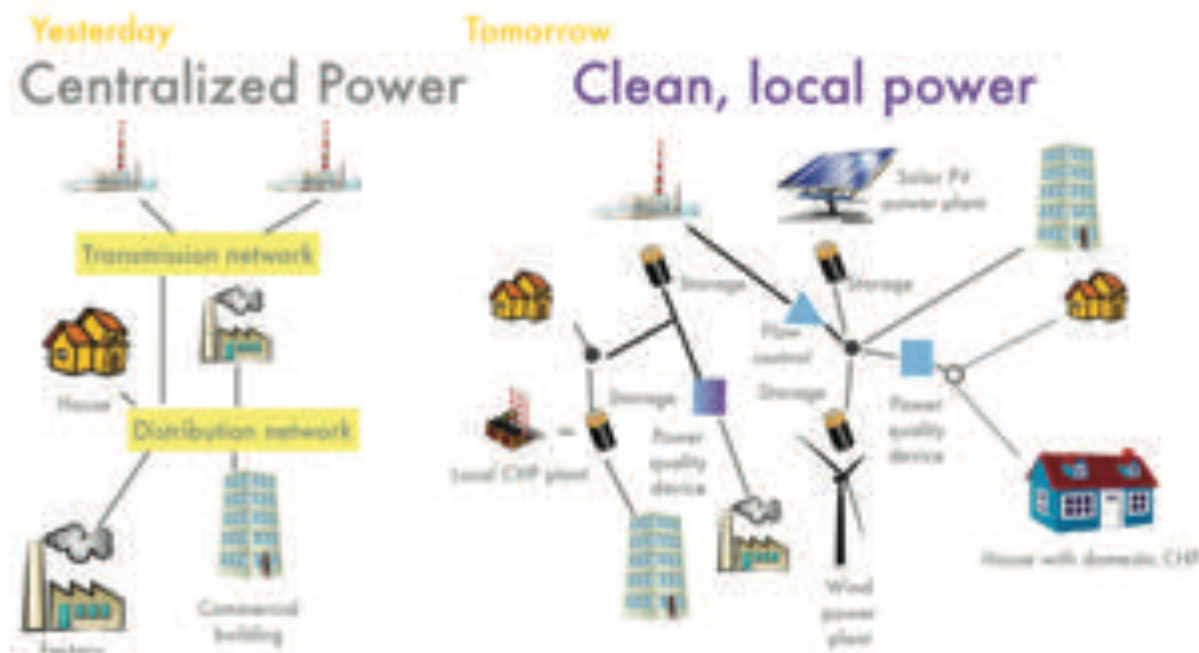 Yesterday
Centralized Power
Transmission network
House
Distribution network
Factory
Commercial
building
Tomorrow
Clean, local power
Solar PV
power plant
Storage
Storage
Flow
control
Storage
Storage
Local CHP plant
Power
quality
device
Power
quality
device
Wind
power
plant
House with domestic CHP